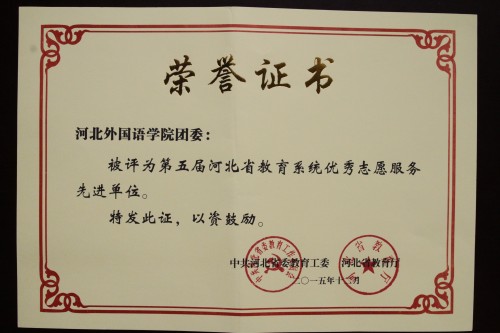 荣誉证书
河北外国语学院团委：
被评为第五届河北省教育系统优秀志愿服务
先进单位。
特发此证，以资鼓励。
中共河北省委教育工委 河北省教育厅
二〇一五年十二月